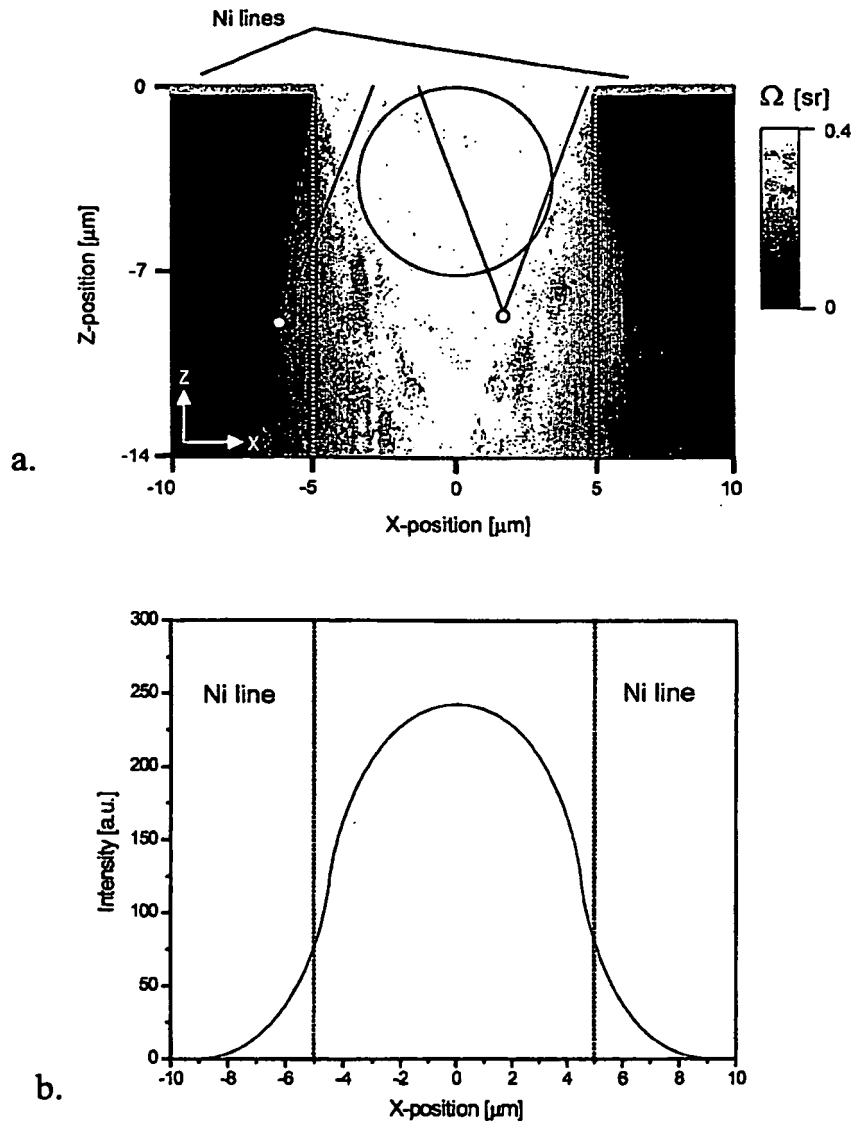 Ni lines
Ω [sr]
0.4
0
0
-7
-14
Z-position [µm]
Z
X
-10
-5
0
5
10
X-position [µm]
a.
300
250
200
150
100
50
0
Intensity [a.u.]
Ni line
Ni line
-10
-8
-6
-4
-2
0
2
4
6
8
10
X-position [µm]
b.